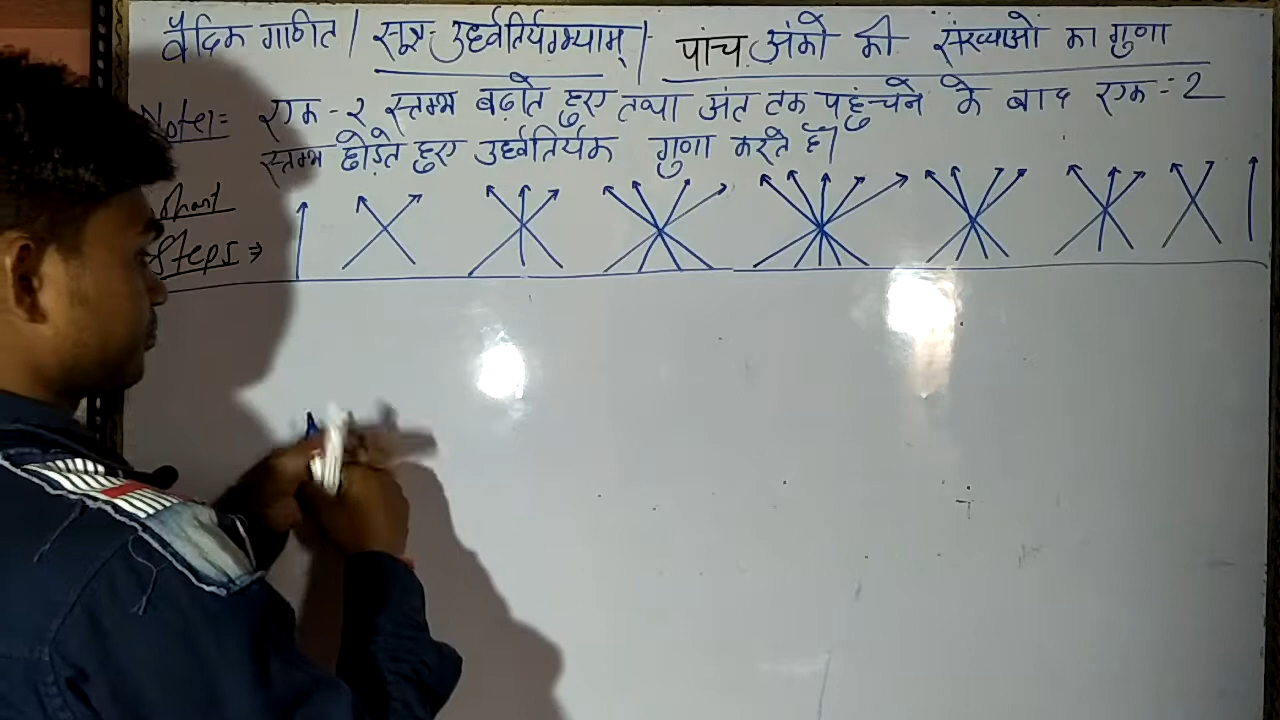 वैदिक गणित | सूत्र- उर्ध्वतिर्यग्भ्याम् | पांच अंको की संख्याओं का गुणा
Note:= एक-२ स्तम्भ बढ़ाते हुए तथा अंत तक पहुंचने के बाद एक-2
स्तम्भ छोड़ते हुए उर्ध्वतिर्यक गुणा करते हैं।
Short
Steps ⇒